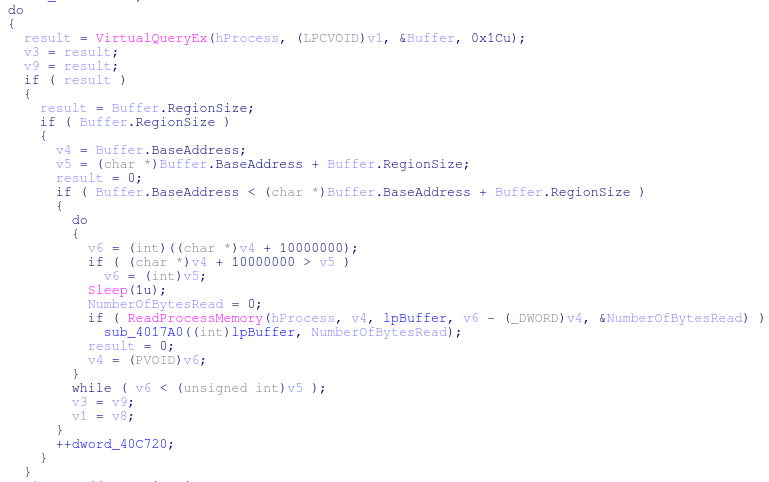 do
{
result = VirtualQueryEx(hProcess, (LPCVOID)v1, &Buffer, 0x1Cu);
v3 = result;
v9 = result;
if ( result )
{
result = Buffer.RegionSize;
if ( Buffer.RegionSize )
{
v4 = Buffer.BaseAddress;
v5 = (char *)Buffer.BaseAddress + Buffer.RegionSize;
result = 0;
if ( Buffer.BaseAddress < (char *)Buffer.BaseAddress + Buffer.RegionSize )
{
do
{
v6 = (int)((char *)v4 + 10000000);
if ( (char *)v4 + 10000000 > v5 )
v6 = (int)v5;
Sleep(1u);
NumberOfBytesRead = 0;
if ( ReadProcessMemory(hProcess, v4, lpBuffer, v6 - (_DWORD)v4, &NumberOfBytesRead) )
sub_4017A0((int)lpBuffer, NumberOfBytesRead);
result = 0;
v4 = (PVOID)v6;
}
while ( v6 < (unsigned int)v5 );
v3 = v9;
v1 = v8;
}
++dword_40C720;
}
}